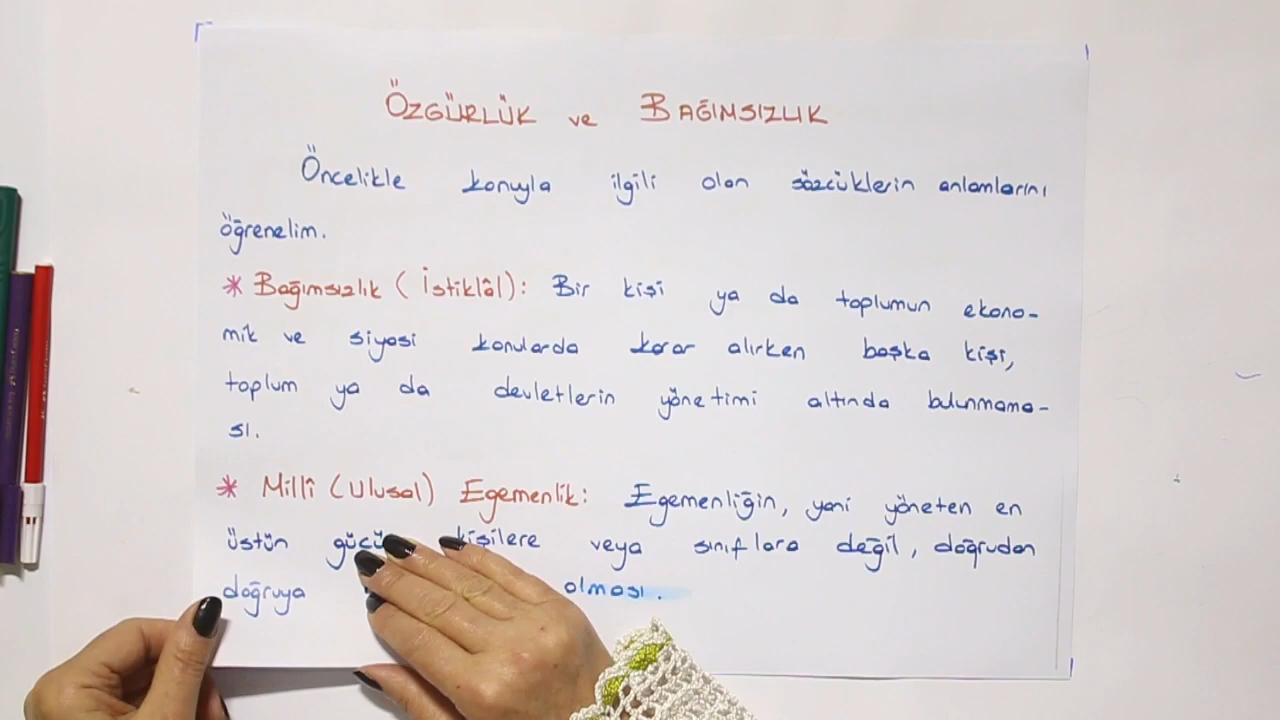 ÖZGÜRLÜK ve BAĞIMSIZLIK
Öncelikle konuyla ilgili olan sözcüklerin anlamlarını
öğrenelim.
* Bağımsızlık ( İstiklâl): Bir kişi ya da toplumun ekono-
mik ve siyasi konularda karar alırken başka kişi,
toplum ya da devletlerin yönetimi altında bulunmama-
sı.
* Millî (Ulusal) Egemenlik: Egemenliğin, yani yöneten en
üstün kişilere veya sınıflara değil, doğrudan
doğruya olması.